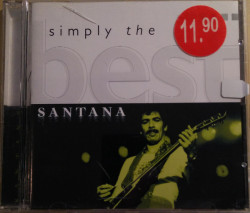 simply the
11.90
best
SANTANA